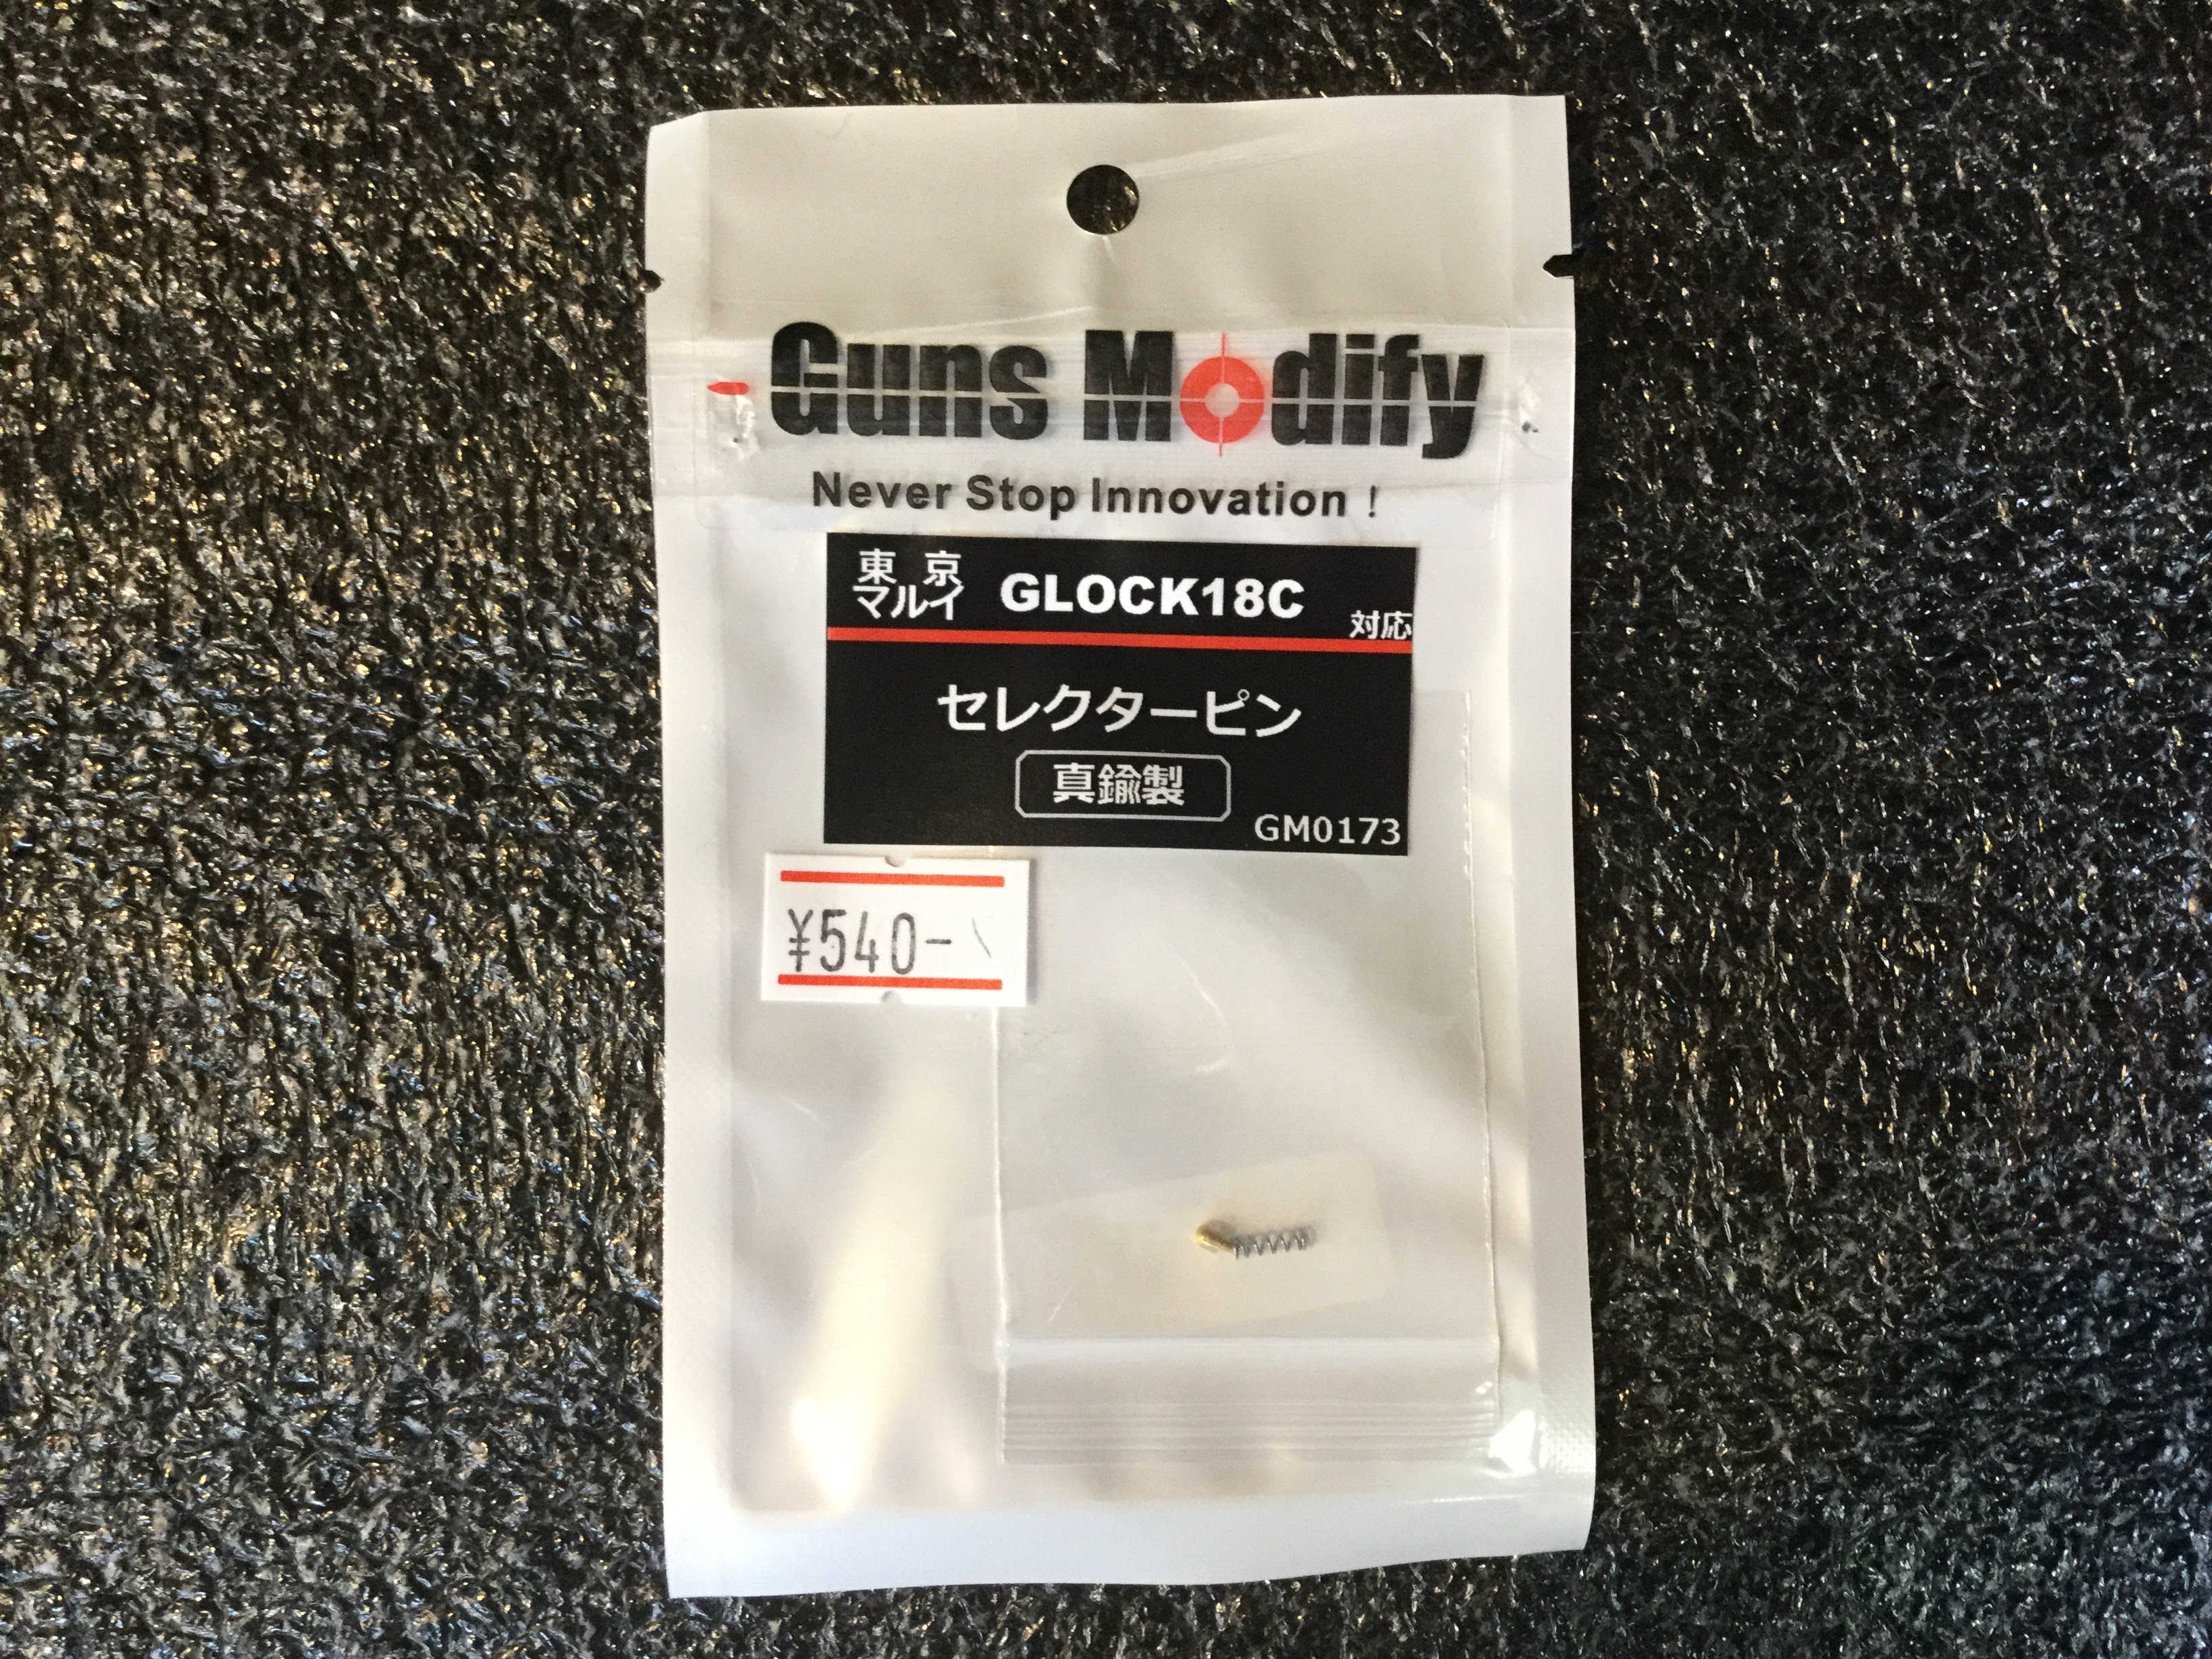 Guns Modify
Never Stop Innovation !
東京
マルイ GLOCK18C 対応
セレクターピン
真鍮製
GM0173
¥540-